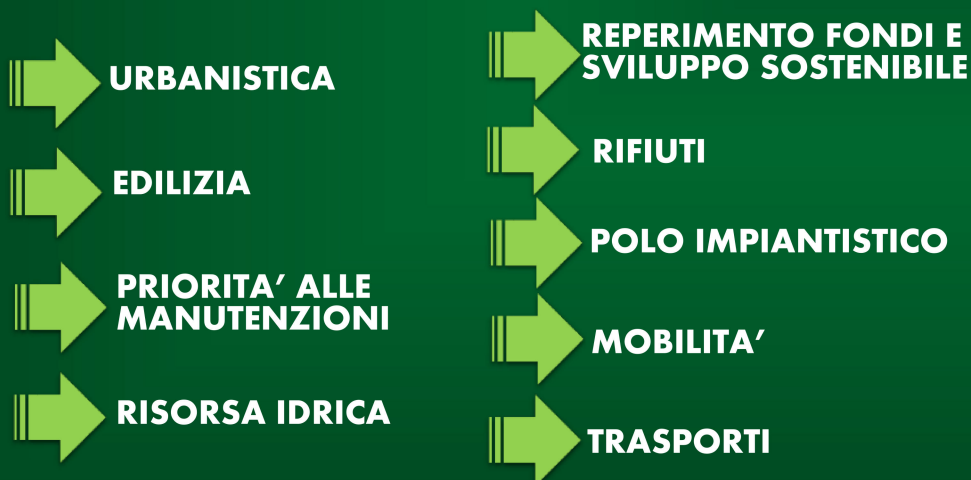 URBANISTICA
EDILIZIA
PRIORITA’ ALLE
MANUTENZIONI
RISORSA IDRICA
REPERIMENTO FONDI E
SVILUPPO SOSTENIBILE
RIFIUTI
POLO IMPIANTISTICO
MOBILITA’
TRASPORTI